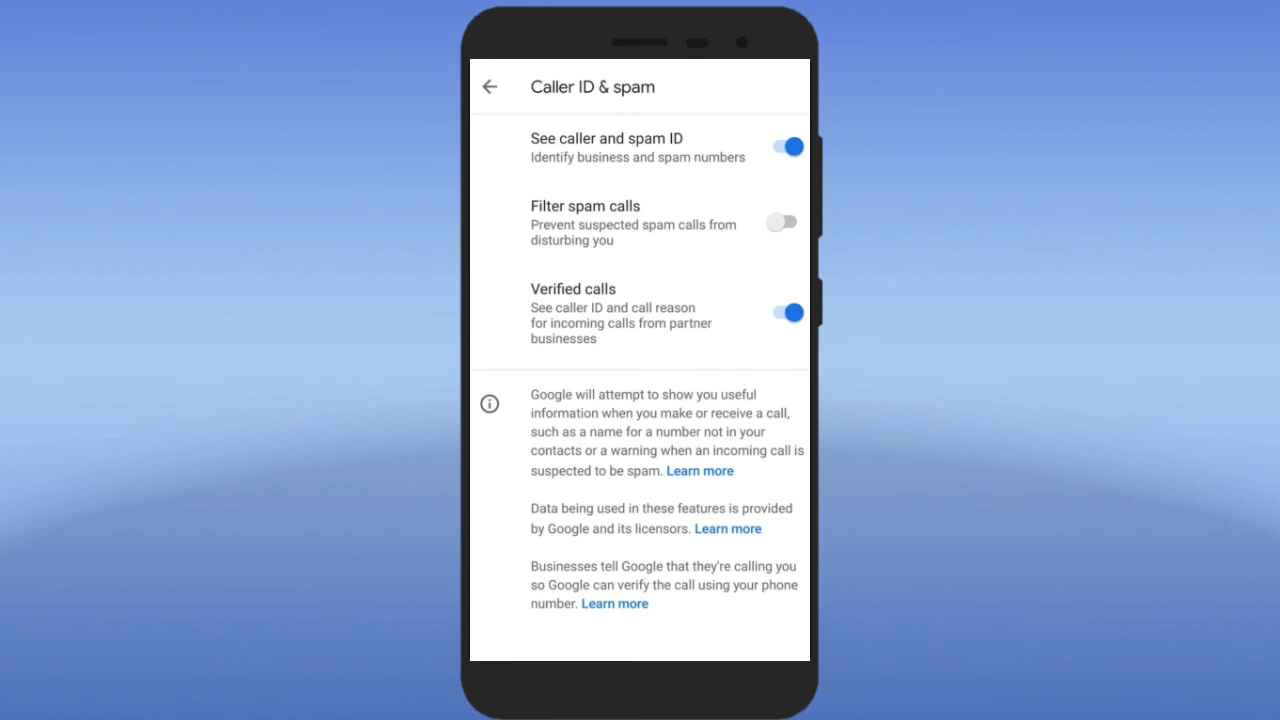 Caller ID & spam
See caller and spam ID
Identify business and spam numbers
Filter spam calls
Prevent suspected spam calls from
disturbing you
Verified calls
See caller ID and call reason
for incoming calls from partner
businesses
Google will attempt to show you useful
information when you make or receive a call,
such as a name for a number not in your
contacts or a warning when an incoming call is
suspected to be spam. Learn more
Data being used in these features is provided
by Google and its licensors. Learn more
Businesses tell Google that they're calling you
so Google can verify the call using your phone
number. Learn more